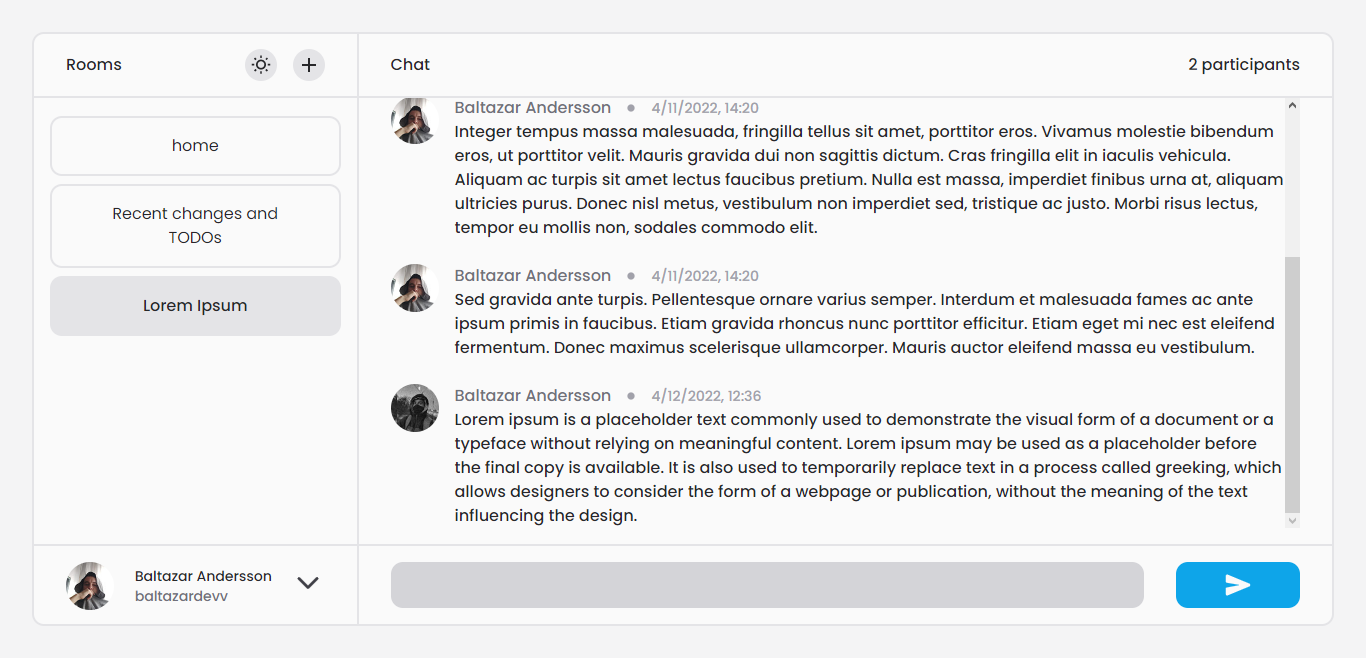 Rooms
Chat
2 participants
home
Recent changes and
TODOs
Lorem Ipsum
Baltazar Andersson
baltazardevv
Baltazar Andersson ● 4/11/2022, 14:20
Integer tempus massa malesuada, fringilla tellus sit amet, porttitor eros. Vivamus molestie bibendum
eros, ut porttitor velit. Mauris gravida dui non sagittis dictum. Cras fringilla elit in iaculis vehicula.
Aliquam ac turpis sit amet lectus faucibus pretium. Nulla est massa, imperdiet finibus urna at, aliquam
ultricies purus. Donec nisl metus, vestibulum non imperdiet sed, tristique ac justo. Morbi risus lectus,
tempor eu mollis non, sodales commodo elit.
Baltazar Andersson ● 4/11/2022, 14:20
Sed gravida ante turpis. Pellentesque ornare varius semper. Interdum et malesuada fames ac ante
ipsum primis in faucibus. Etiam gravida rhoncus nunc porttitor efficitur. Etiam eget mi nec est eleifend
fermentum. Donec maximus scelerisque ullamcorper. Mauris auctor eleifend massa eu vestibulum.
Baltazar Andersson ● 4/12/2022, 12:36
Lorem ipsum is a placeholder text commonly used to demonstrate the visual form of a document or a
typeface without relying on meaningful content. Lorem ipsum may be used as a placeholder before
the final copy is available. It is also used to temporarily replace text in a process called greeking, which
allows designers to consider the form of a webpage or publication, without the meaning of the text
influencing the design.